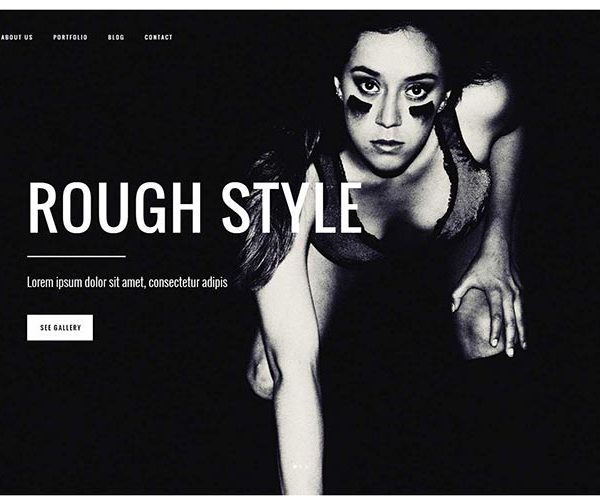 ABOUT US PORTFOLIO BLOG CONTACT
ROUGH STYLE
Lorem ipsum dolor sit amet, consectetur adipis
SEE GALLERY